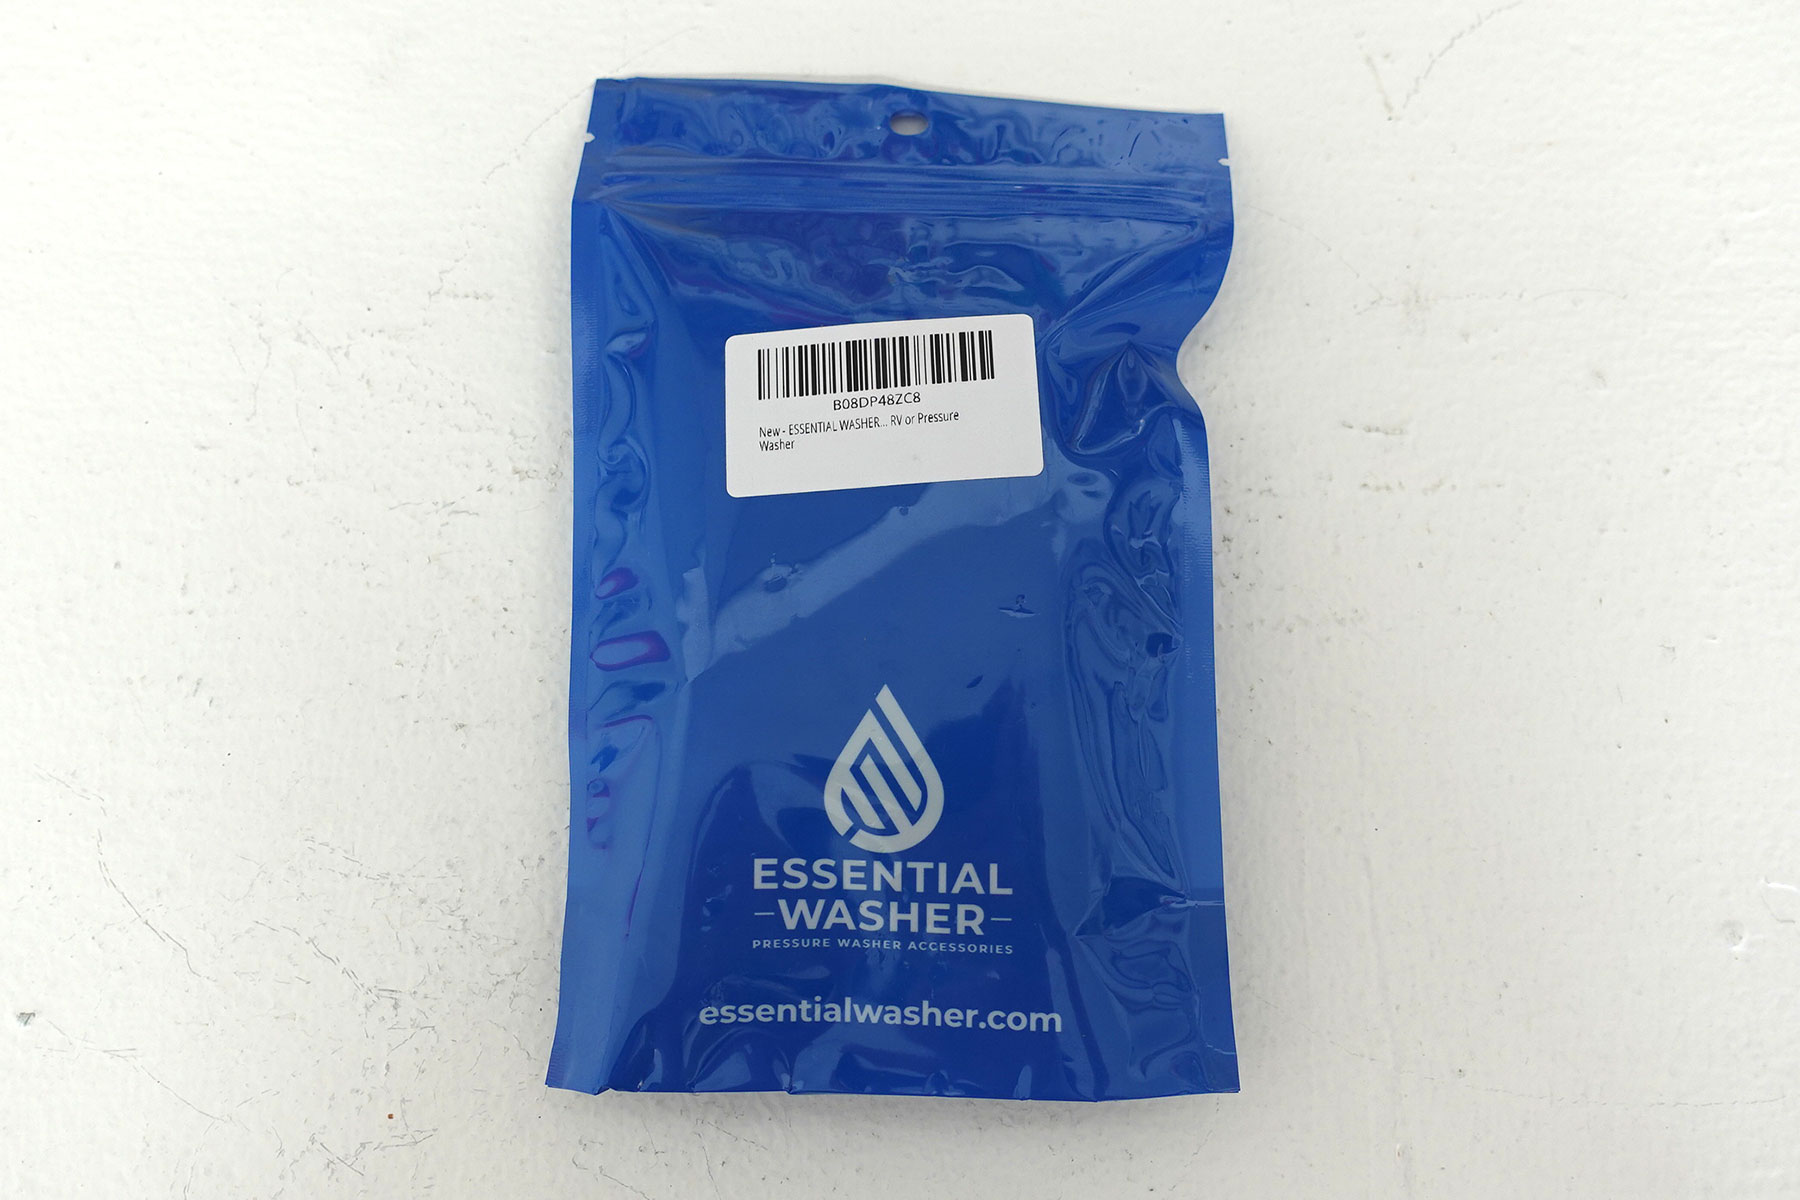 B08DP48ZC8
New - ESSENTIAL WASHER... RV or Pressure
Washer
ESSENTIAL
-WASHER-
PRESSURE WASHER ACCESSORIES
essentialwasher.com